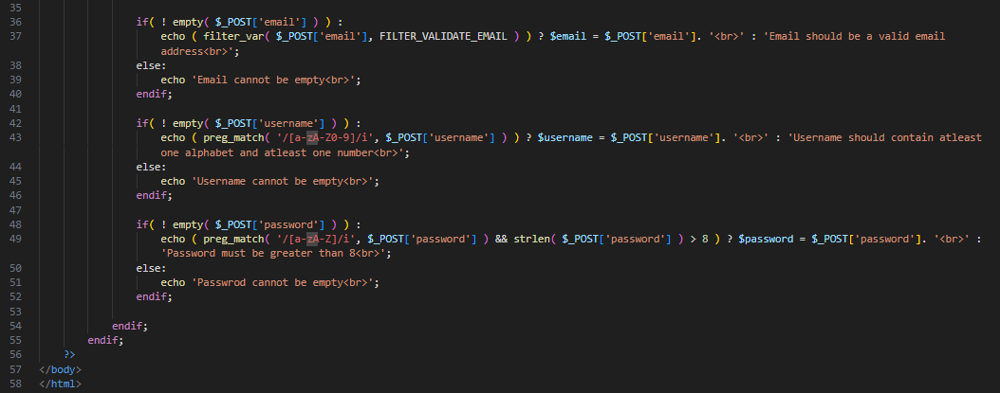 35
36 if( ! empty( $_POST['email'] ) ) :
37 echo ( filter_var( $_POST['email'], FILTER_VALIDATE_EMAIL ) ) ? $email = $_POST['email']. '<br>' : 'Email should be a valid email
address<br>';
38 else:
39 echo 'Email cannot be empty<br>';
40 endif;
41
42 if( ! empty( $_POST['username'] ) ) :
43 echo ( preg_match( '/[a-zA-Z0-9]/i', $_POST['username'] ) ) ? $username = $_POST['username']. '<br>' : 'Username should contain atleast
one alphabet and atleast one number<br>';
44 else:
45 echo 'Username cannot be empty<br>';
46 endif;
47
48 if( ! empty( $_POST['password'] ) ) :
49 echo ( preg_match( '/[a-zA-Z]/i', $_POST['password'] ) && strlen( $_POST['password'] ) > 8 ) ? $password = $_POST['password']. '<br>' :
'Password must be greater than 8<br>';
50 else:
51 echo 'Passwrod cannot be empty<br>';
52 endif;
53
54 endif;
55 endif;
56 ?>
57 </body>
58 </html>